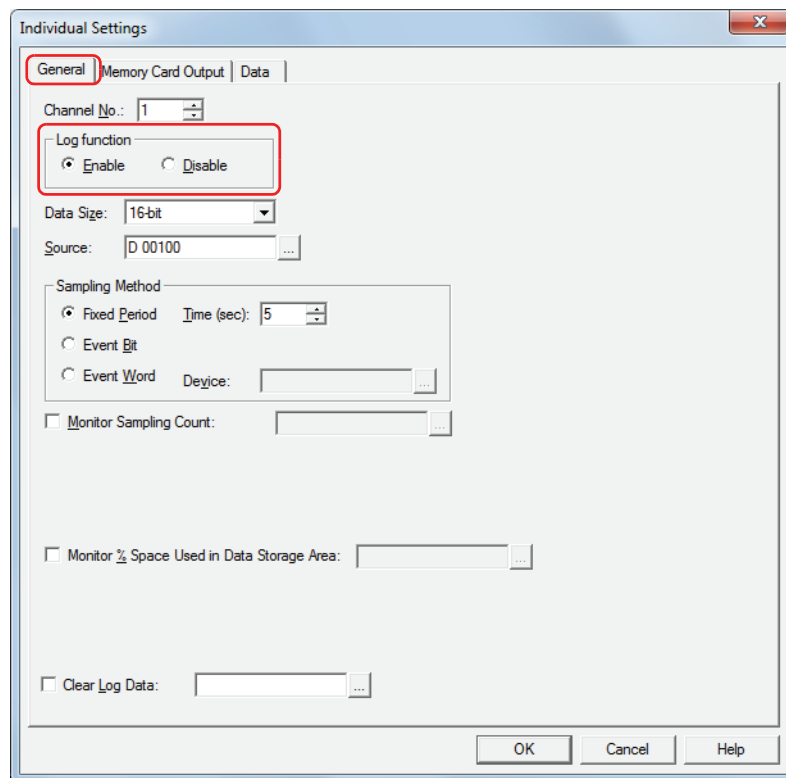 Individual Settings
General Memory Card Output Data
Channel No.: 1
Log function
Enable Disable
Data Size: 16-bit
Source: D 00100 ...
Sampling Method
Fixed Period Time (sec): 5
Event Bit
Event Word Device: ...
Monitor Sampling Count: ...
Monitor % Space Used in Data Storage Area: ...
Clear Log Data: ...
OK Cancel Help